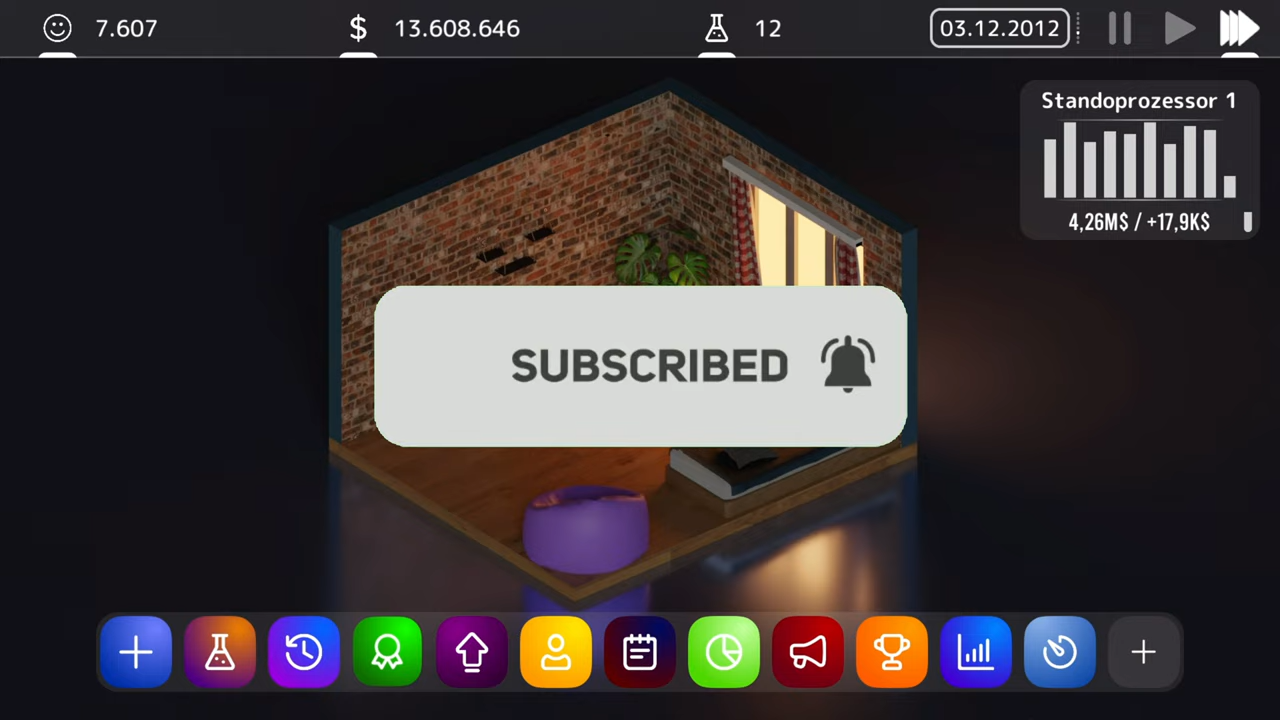 7.607
$ 13.608.646
12
03.12.2012
Standoprozessor 1
4,26M$ / +17,9K$
SUBSCRIBED